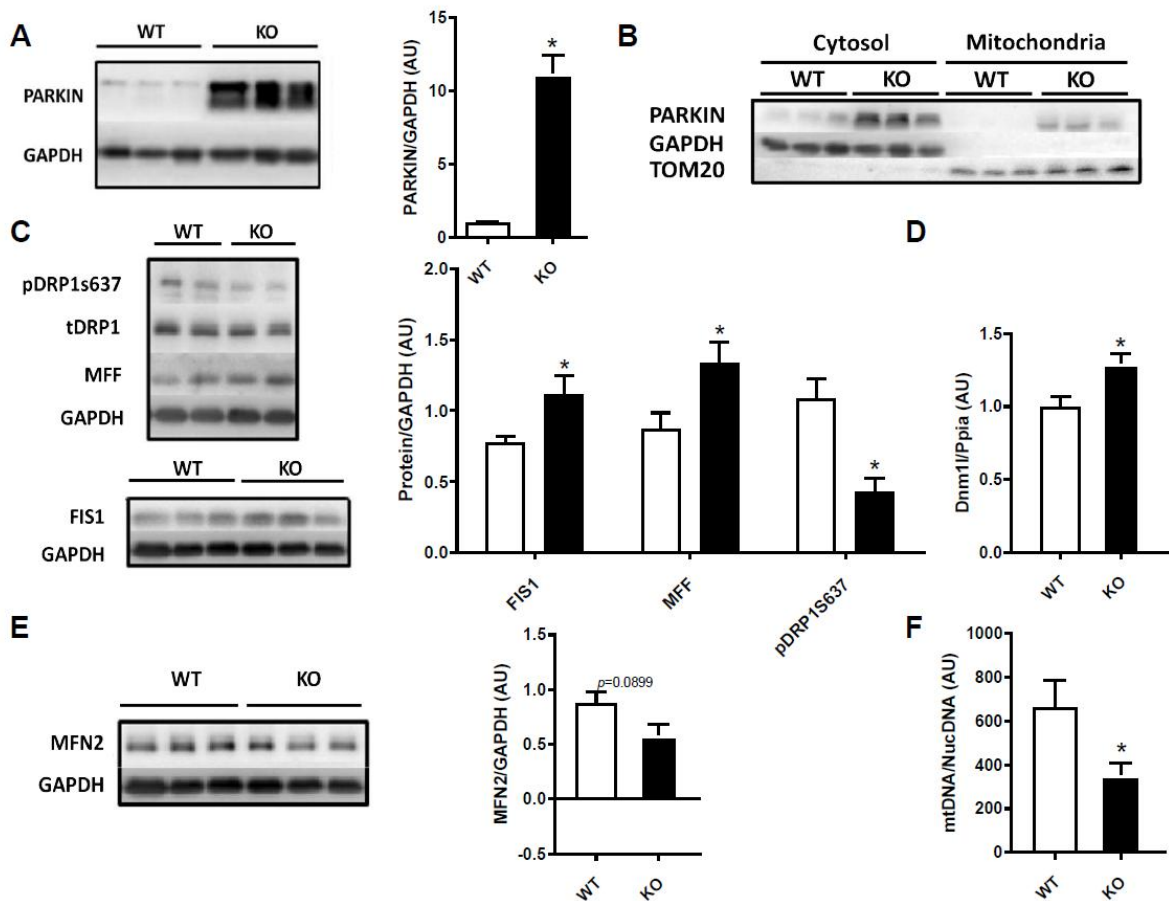 A
WT KO
PARKIN
GAPDH
PARKIN/GAPDH (AU)
15
10
5
0
WT
KO
*
B
Cytosol Mitochondria
WT KO WT KO
PARKIN
GAPDH
TOM20
C
WT KO
pDRP1s637
tDRP1
MFF
GAPDH
WT KO
FIS1
GAPDH
Protein/GAPDH (AU)
2.0
1.5
1.0
0.5
0.0
*
*
*
FIS1
MFF
pDRP1S637
D
Dnm1l/Ppia (AU)
1.5
1.0
0.5
0.0
*
WT
KO
E
WT KO
MFN2
GAPDH
MFN2/GAPDH (AU)
1.5
1.0
0.5
0.0
-0.5
p=0.0899
WT
KO
F
mtDNA/NucDNA (AU)
1000
800
600
400
200
0
*
WT
KO